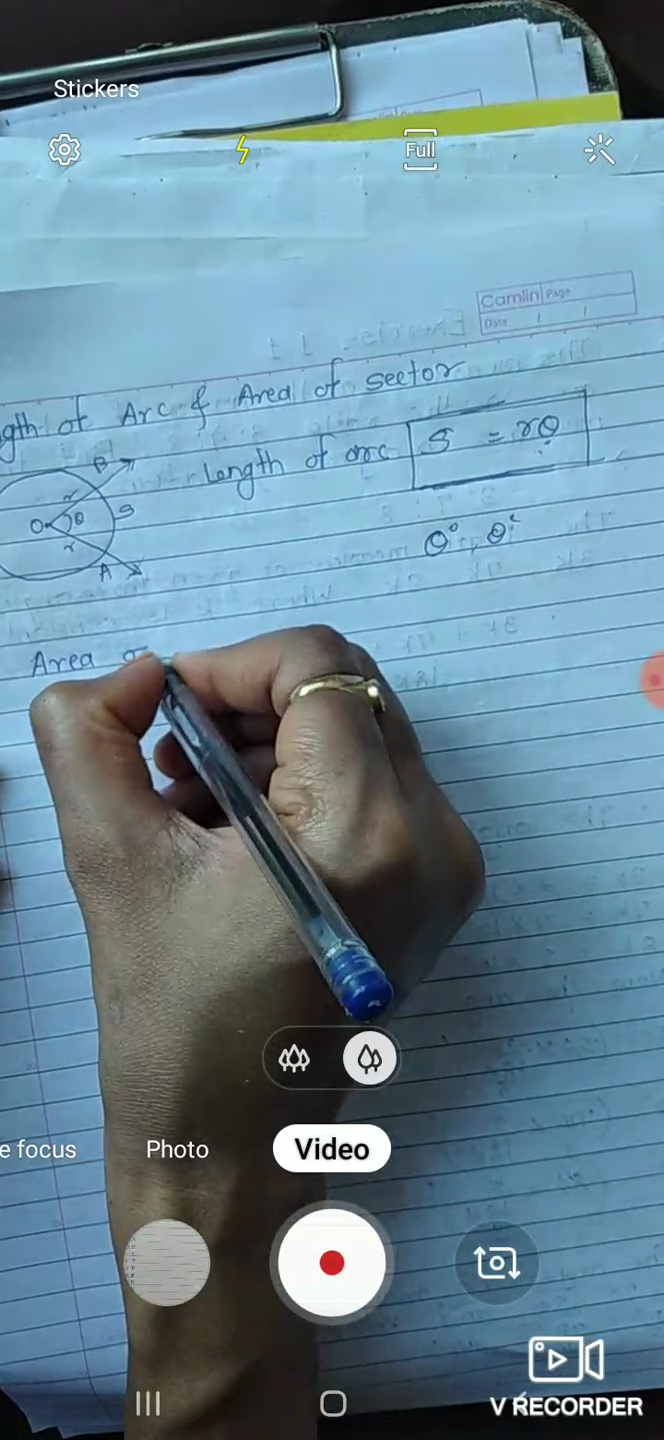 Stickers
Full
Camlin Page
Date / /
Length of Arc & Area of sector
Length of arc S = rθ
B
r
O θ S
r
A
θ° , θᶜ
Area
e focus Photo Video
V RECORDER